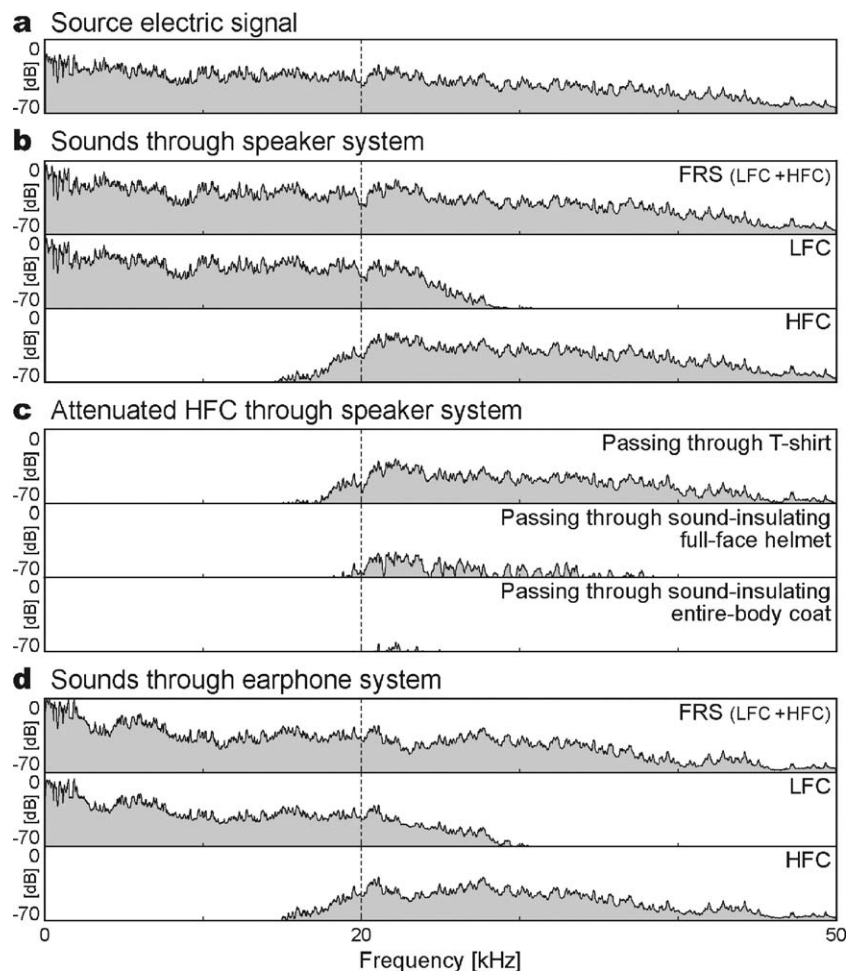 a Source electric signal
0
[dB]
-70
b Sounds through speaker system
0
[dB]
-70
FRS (LFC +HFC)
0
[dB]
-70
LFC
0
[dB]
-70
HFC
c Attenuated HFC through speaker system
0
[dB]
-70
Passing through T-shirt
0
[dB]
-70
Passing through sound-insulating
full-face helmet
0
[dB]
-70
Passing through sound-insulating
entire-body coat
d Sounds through earphone system
0
[dB]
-70
FRS (LFC +HFC)
0
[dB]
-70
LFC
0
[dB]
-70
HFC
0 20 50
Frequency [kHz]